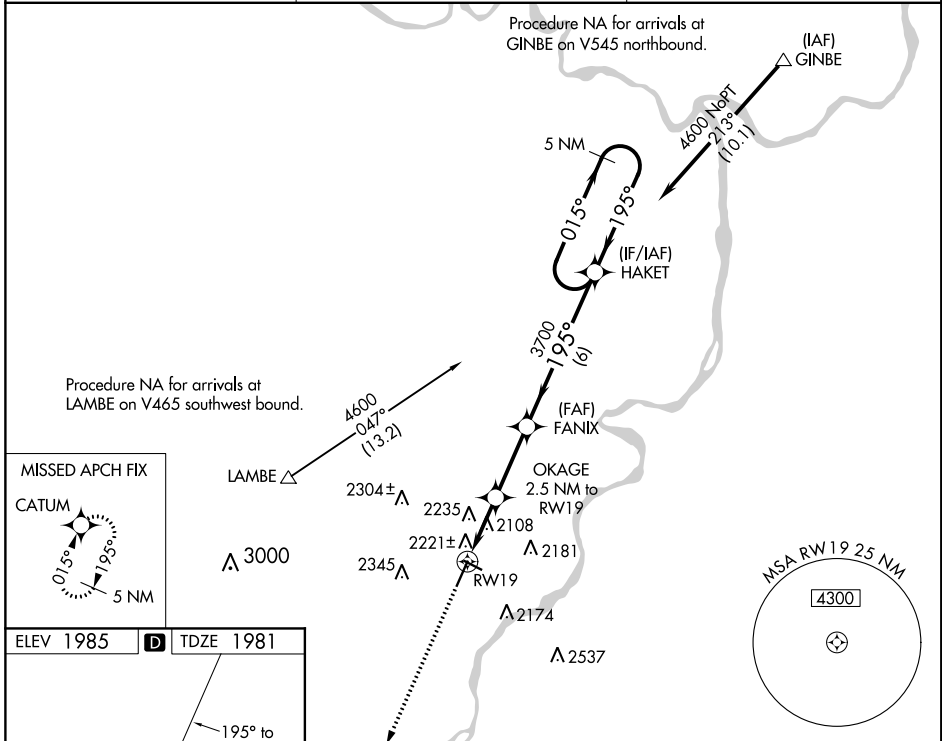 Procedure NA for arrivals at
GINBE on V545 northbound.
(IAF)
GINBE
4600 NoPT
213°
(10.1)
5 NM
015°
195°
(IF/IAF)
HAKET
3700
195°
(6)
Procedure NA for arrivals at
LAMBE on V465 southwest bound.
4600
047°
(13.2)
(FAF)
FANIX
LAMBE
MISSED APCH FIX
CATUM
015°
195°
5 NM
OKAGE
2.5 NM to
RW19
2304±
2235
2108
2221±
2181
3000
2345
RW19
2174
2537
MSA RW19 25 NM
4300
ELEV 1985 D TDZE 1981
195° to